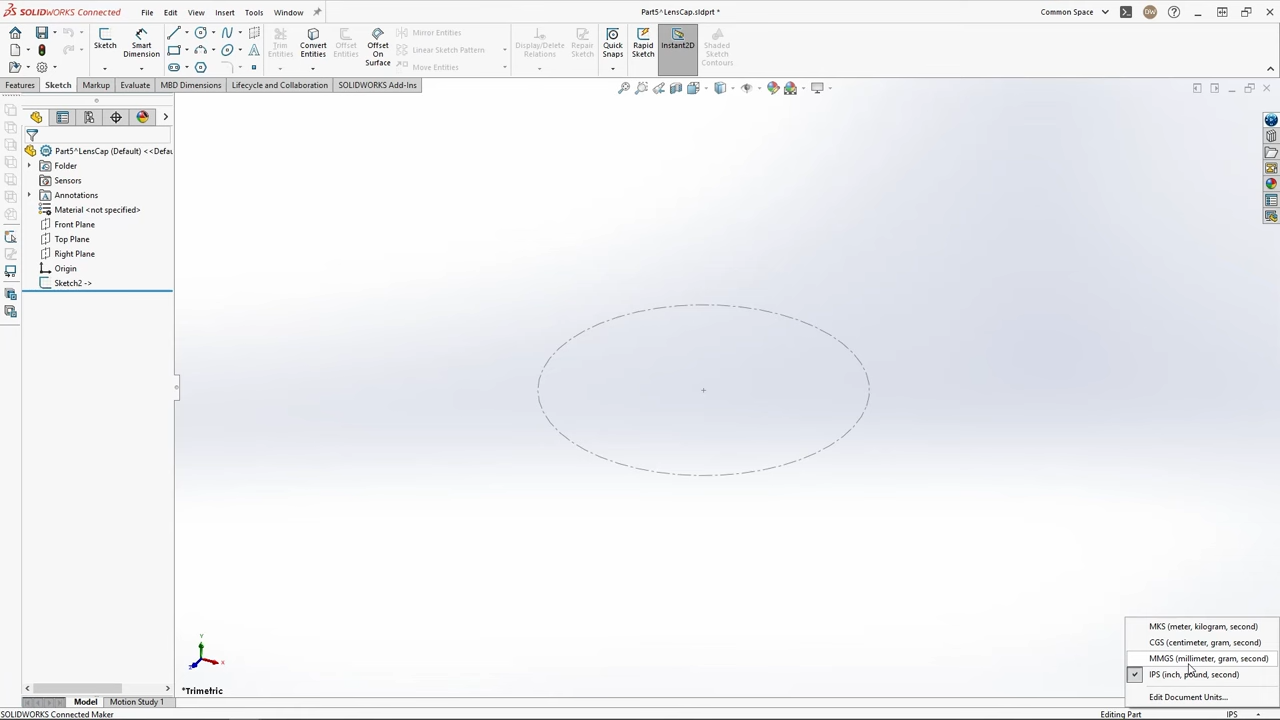 SOLIDWORKS CONNECTED
File
Edit
View
Insert
Tools
Window
Part5^LensCap.sldprt *
Common Space
DW
Sketch
Smart Dimension
Trim Entities
Convert Entities
Offset Entities
Offset On Surface
Mirror Entities
Linear Sketch Pattern
Move Entities
Display/Delete Relations
Repair Sketch
Quick Snaps
Rapid Sketch
Instant2D
Shaded Sketch Contours
Features
Sketch
Markup
Evaluate
MBD Dimensions
Lifecycle and Collaboration
SOLIDWORKS Add-Ins
Part5^LensCap (Default) <<Defau
Folder
Sensors
Annotations
Material <not specified>
Front Plane
Top Plane
Right Plane
Origin
Sketch2 ->
Y
X
Z
*Trimetric
MKS (meter, kilogram, second)
CGS (centimeter, gram, second)
MMGS (millimeter, gram, second)
IPS (inch, pound, second)
Edit Document Units...
Model
Motion Study 1
SOLIDWORKS Connected Maker
Editing Part
IPS